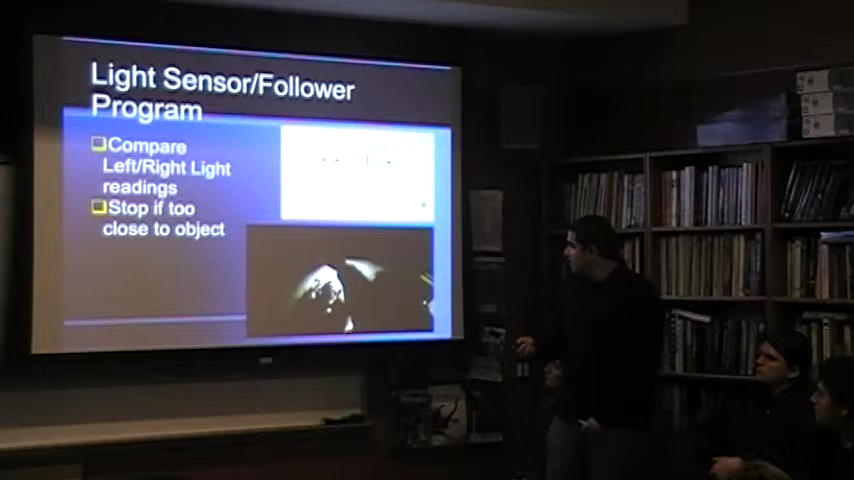 Light Sensor/Follower
Program
Compare
Left/Right Light
readings
Stop if too
close to object